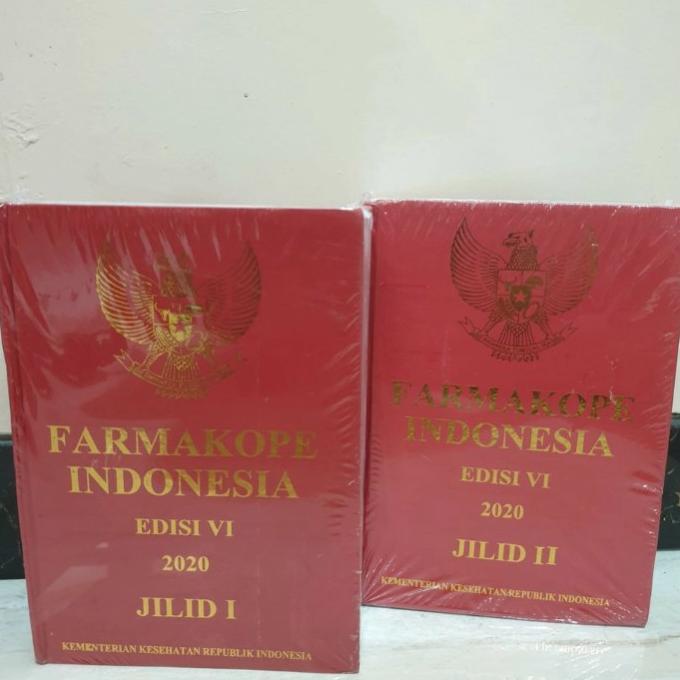 FARMAKOPE
INDONESIA
EDISI VI
2020
JILID I
KEMENTERIAN KESEHATAN REPUBLIK INDONESIA
FARMAKOPE
INDONESIA
EDISI VI
2020
JILID II
KEMENTERIAN KESEHATAN REPUBLIK INDONESIA